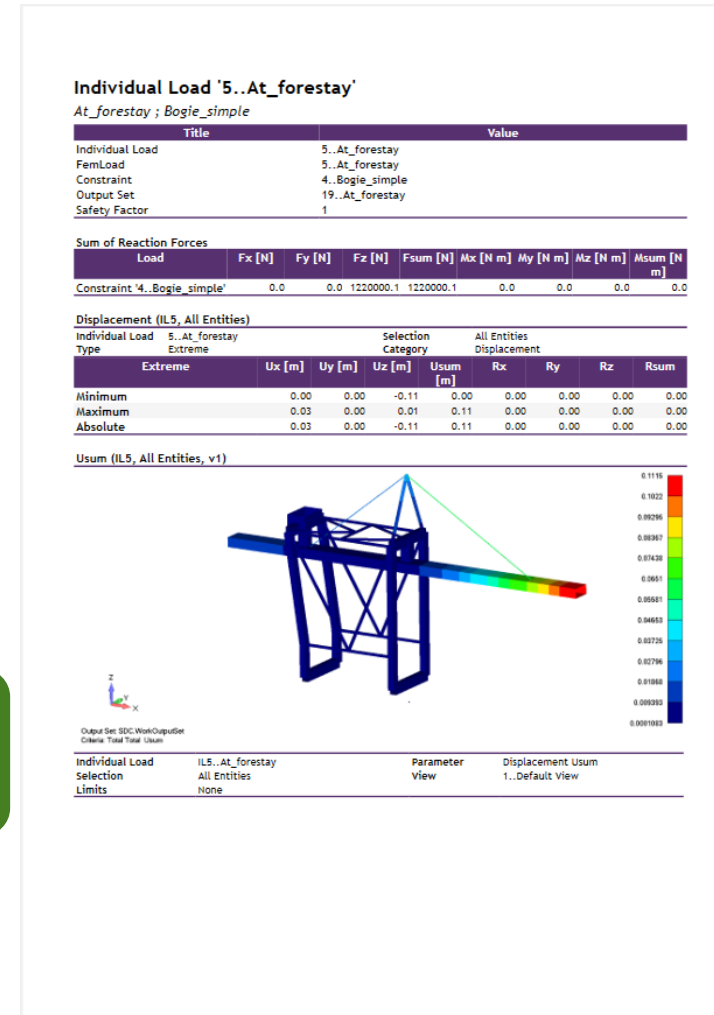 Individual Load '5..At_forestay'
At_forestay ; Bogie_simple
Title Value
Individual Load 5..At_forestay
FemLoad 5..At_forestay
Constraint 4..Bogie_simple
Output Set 19..At_forestay
Safety Factor 1
Sum of Reaction Forces
Load Fx [N] Fy [N] Fz [N] Fsum [N] Mx [N m] My [N m] Mz [N m] Msum [N m]
Constraint '4..Bogie_simple' 0.0 0.0 1220000.1 1220000.1 0.0 0.0 0.0 0.0
Displacement (IL5, All Entities)
Individual Load 5..At_forestay Selection All Entities
Type Extreme Category Displacement
Extreme Ux [m] Uy [m] Uz [m] Usum [m] Rx Ry Rz Rsum
Minimum 0.00 0.00 -0.11 0.00 0.00 0.00 0.00 0.00
Maximum 0.03 0.00 0.01 0.11 0.00 0.00 0.00 0.00
Absolute 0.03 0.00 -0.11 0.11 0.00 0.00 0.00 0.00
Usum (IL5, All Entities, v1)
0.1115
0.1022
0.09295
0.08367
0.07439
0.0651
0.05581
0.04653
0.03725
0.02796
0.01868
0.009393
0.0001083
Z
Y
X
Output Set: SDC.WorkOutputSet
Criteria: Total Total Usum
Individual Load IL5..At_forestay Parameter Displacement Usum
Selection All Entities View 1..Default View
Limits None